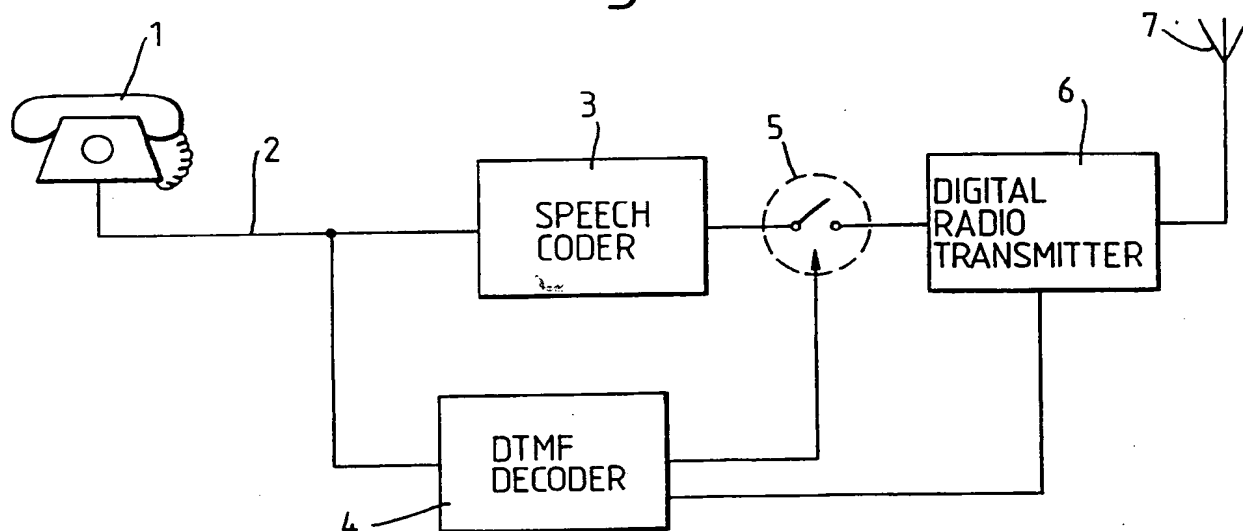 1
7
2
3
5
6
SPEECH
CODER
DIGITAL
RADIO
TRANSMITTER
DTMF
DECODER
4